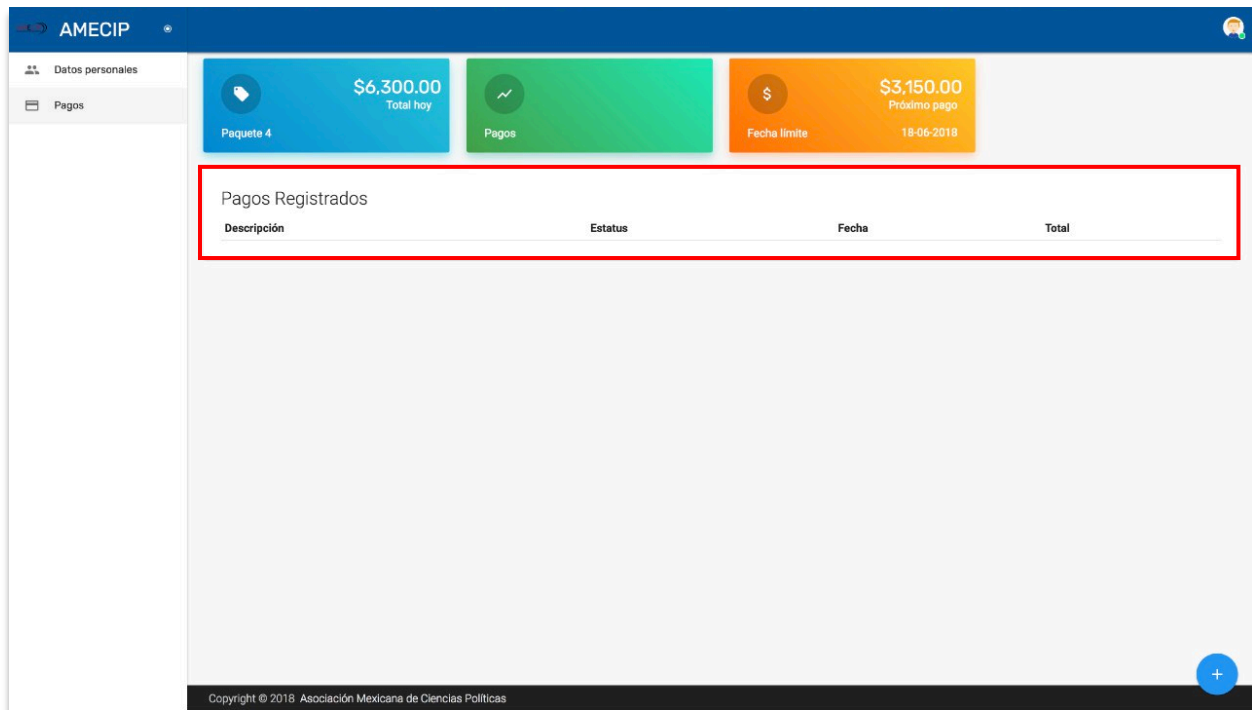 AMECIP
Datos personales
Pagos
$6,300.00
Total hoy
Paquete 4
Pagos
$
$3,150.00
Próximo pago
Fecha límite 18-06-2018
Pagos Registrados
Descripción Estatus Fecha Total
Copyright © 2018 Asociación Mexicana de Ciencias Políticas